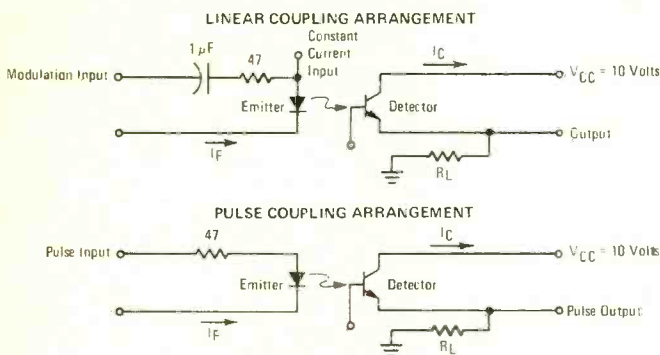 LINEAR COUPLING ARRANGEMENT
1 μF
47
Constant
Current
Input
IC
Modulation Input
VCC = 10 Volts
Emitter
Detector
Output
IF
RL
PULSE COUPLING ARRANGEMENT
47
IC
Pulse Input
VCC = 10 Volts
Emitter
Detector
Pulse Output
IF
RL